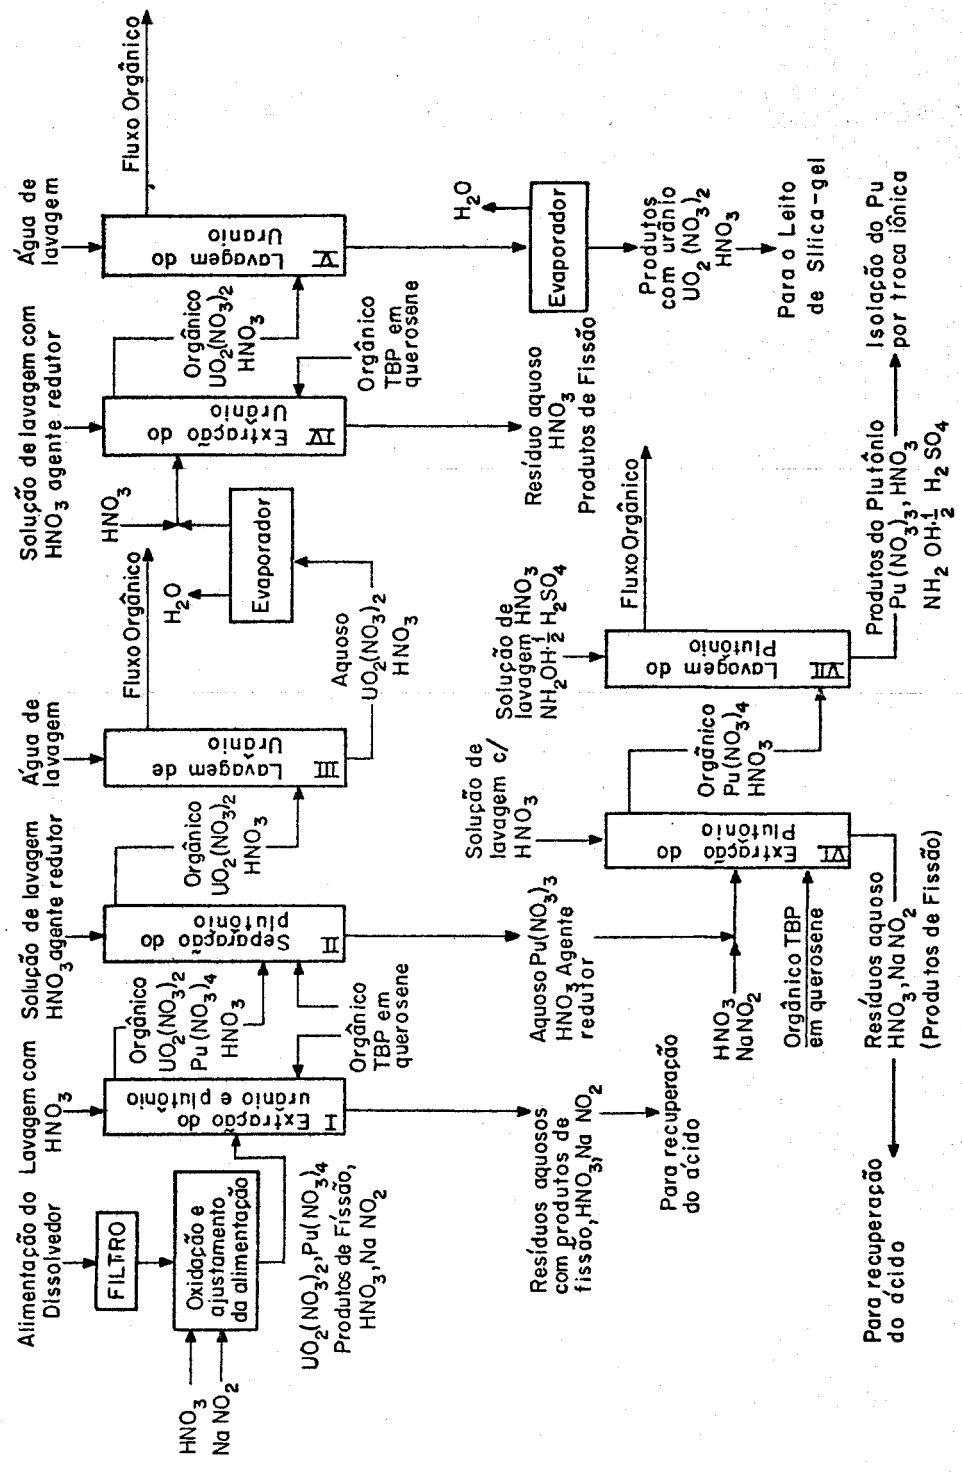 Alimentação do
Dissolvedor
FILTRO
HNO3
Na NO2
Oxidação e
ajustamento
da alimentação
UO2(NO3)2,Pu(NO3)4
Produtos de Físsão,
HNO3,Na NO2
Lavagem com
HNO3
I Extração do
urânio e plutônio
Orgânico
UO2(NO3)2
Pu(NO3)4
HNO3
Resíduos aquosos
com produtos de
fissão,HNO3,Na NO2
Para recuperação
do ácido
Orgânico
TBP em
querosene
Solução de lavagem
HNO3 agente redutor
II Separação do
plutônio
Orgânico
UO2(NO3)2
HNO3
Aquoso Pu(NO3)3
HNO3 Agente
redutor
Água de
lavagem
III Lavagem de
Urânio
Fluxo Orgânico
Aquoso
UO2(NO3)2
HNO3
Evaporador
H2O
HNO3
Solução de lavagem com
HNO3 agente redutor
IV Extração do
Urânio
Orgânico
UO2(NO3)2
HNO3
Orgânico
TBP em
querosene
Resíduo aquoso
HNO3
Produtos de Fissão
Água de
lavagem
V Lavagem do
Uranio
Fluxo Orgânico
Evaporador
H2O
Produtos
com urânio
UO2 (NO3)2
HNO3
Para o Leito
de Sílica-gel
HNO3
NaNO2
Orgânico TBP
em querosene
Solução de
lavagem c/
HNO3
VI Extração do
Plutônio
Orgânico
Pu(NO3)4
HNO3
Resíduos aquoso
HNO3,NaNO2
(Produtos de Fissão)
Para recuperação
do ácido
Solução de
lavagem HNO3
NH2OH·½ H2SO4
VII Lavagem do
Plutônio
Fluxo Orgânico
Produtos do Plutônio
Pu (NO3)3, HNO3
NH2 OH·½ H2 SO4
Isolação do Pu
por troca iônica